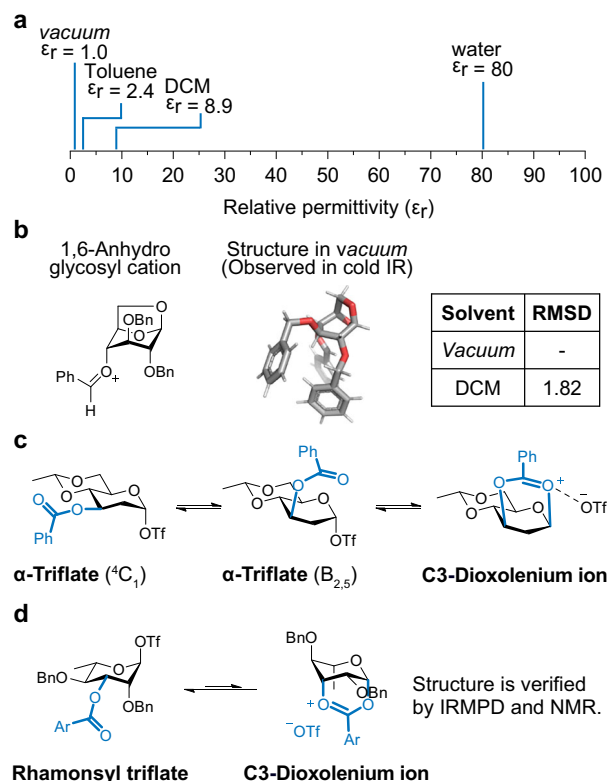 a
vacuum
εr = 1.0
Toluene
εr = 2.4
DCM
εr = 8.9
water
εr = 80
0 10 20 30 40 50 60 70 80 90 100
Relative permittivity (εr)
b
1,6-Anhydro
glycosyl cation
Structure in vacuum
(Observed in cold IR)
O
O
OBn
O
+
OBn
Ph
H
Solvent RMSD
Vacuum -
DCM 1.82
c
O
O
O
O
O
Ph
OTf
Ph
O
O
O
O
O
OTf
Ph
O
O
+
−
OTf
O
O
O
α-Triflate (4C1)
α-Triflate (B2,5)
C3-Dioxolenium ion
d
OTf
O
BnO
O
OBn
Ar
O
BnO
O
OBn
+
O
O
−OTf
Ar
Structure is verified
by IRMPD and NMR.
Rhamonsyl triflate
C3-Dioxolenium ion